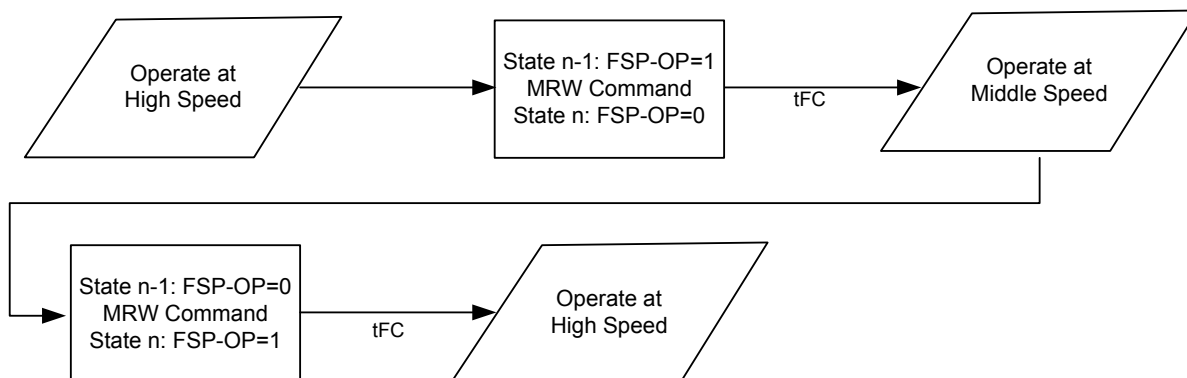 Operate at
High Speed
State n-1: FSP-OP=1
MRW Command
State n: FSP-OP=0
tFC
Operate at
Middle Speed
State n-1: FSP-OP=0
MRW Command
State n: FSP-OP=1
tFC
Operate at
High Speed